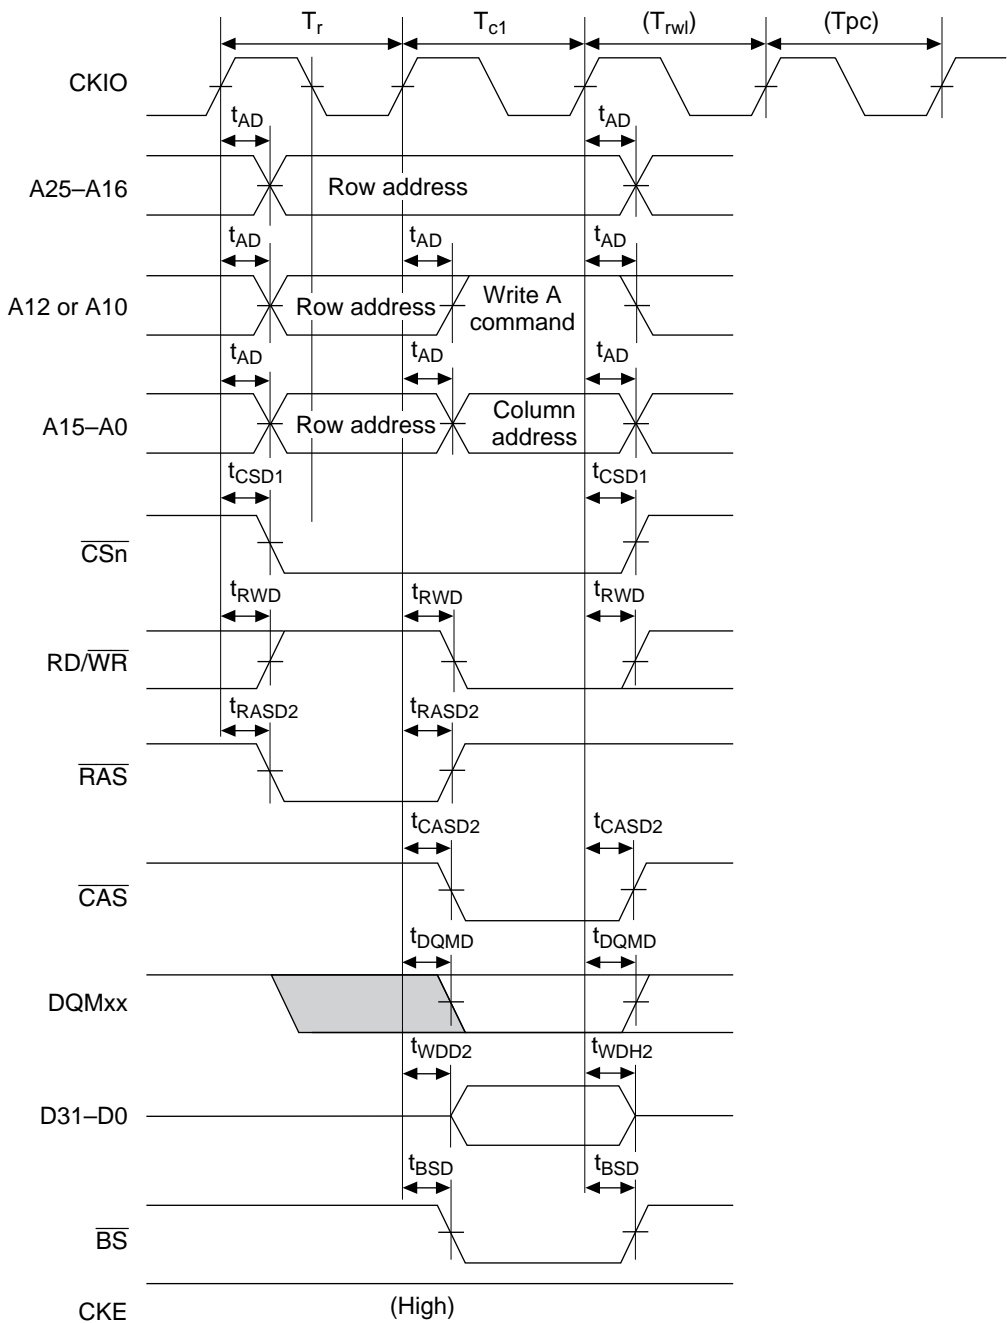 Tr Tc1 (Trwl) (Tpc)
CKIO
tAD tAD
A25–A16 Row address
tAD tAD tAD
A12 or A10 Row address Write A command
tAD tAD tAD
A15–A0 Row address Column address
tCSD1 tCSD1
CSn
tRWD tRWD tRWD
RD/WR
tRASD2 tRASD2
RAS
tCASD2 tCASD2
CAS
tDQMD tDQMD
DQMxx
tWDD2 tWDH2
D31–D0
tBSD tBSD
BS
CKE (High)